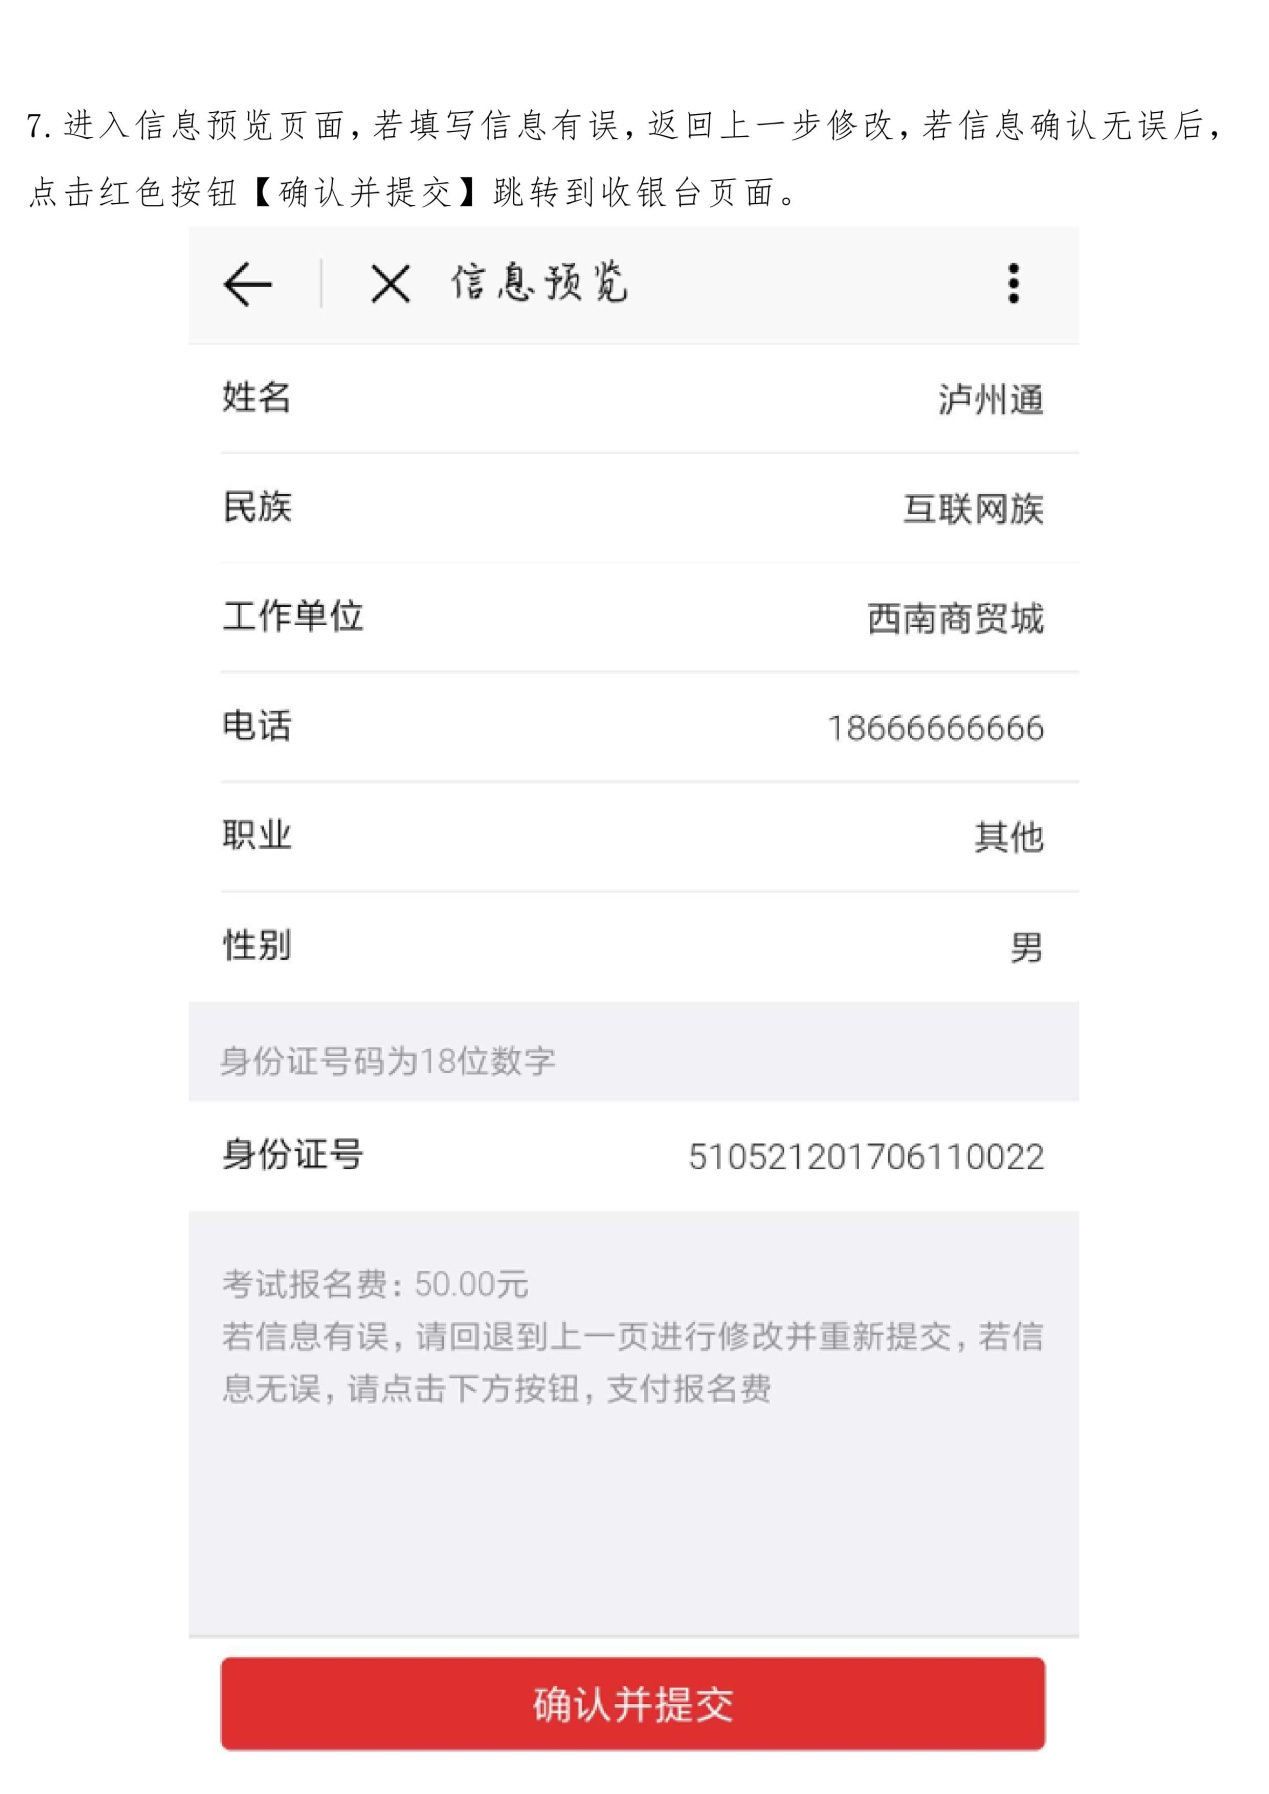 7.进入信息预览页面,若填写信息有误,返回上一步修改,若信息确认无误后,
点击红色按钮【确认并提交】跳转到收银台页面。
信息预览
姓名 泸州通
民族 互联网族
工作单位 西南商贸城
电话 18666666666
职业 其他
性别 男
身份证号码为18位数字
身份证号 510521201706110022
考试报名费: 50.00元
若信息有误, 请回退到上一页进行修改并重新提交, 若信
息无误, 请点击下方按钮, 支付报名费
确认并提交